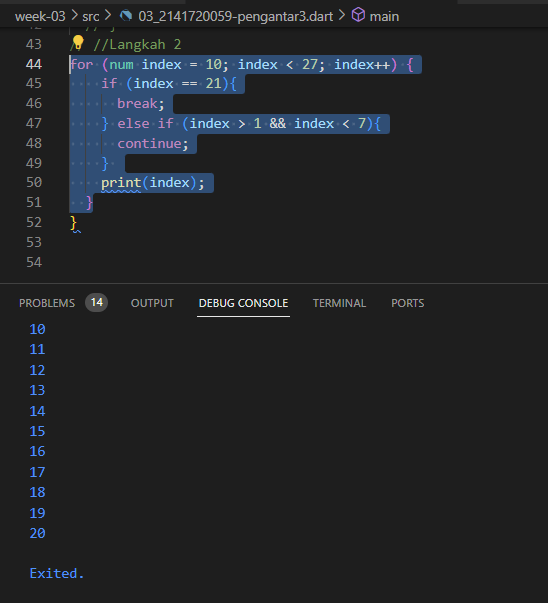 week-03 > src > 03_2141720059-pengantar3.dart > main
43 // //Langkah 2
44 for (num index = 10; index < 27; index++) {
45 if (index == 21){
46 break;
47 } else if (index > 1 && index < 7){
48 continue;
49 }
50 print(index);
51 }
52 }
53
54
PROBLEMS 14 OUTPUT DEBUG CONSOLE TERMINAL PORTS
10
11
12
13
14
15
16
17
18
19
20
Exited.